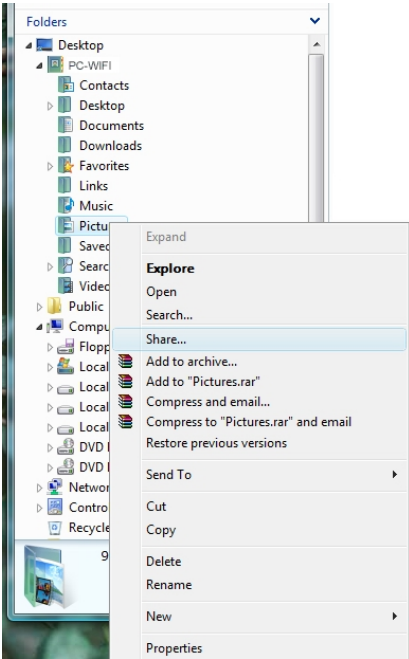 Folders
Desktop
PC-WIFI
Contacts
Desktop
Documents
Downloads
Favorites
Links
Music
Pictu
Saved
Searc
Video
Public
Compu
Flopp
Local
Local
Local
Local
DVD
DVD
Networ
Contro
Recycle
9
Expand
Explore
Open
Search...
Share...
Add to archive...
Add to "Pictures.rar"
Compress and email...
Compress to "Pictures.rar" and email
Restore previous versions
Send To
Cut
Copy
Delete
Rename
New
Properties